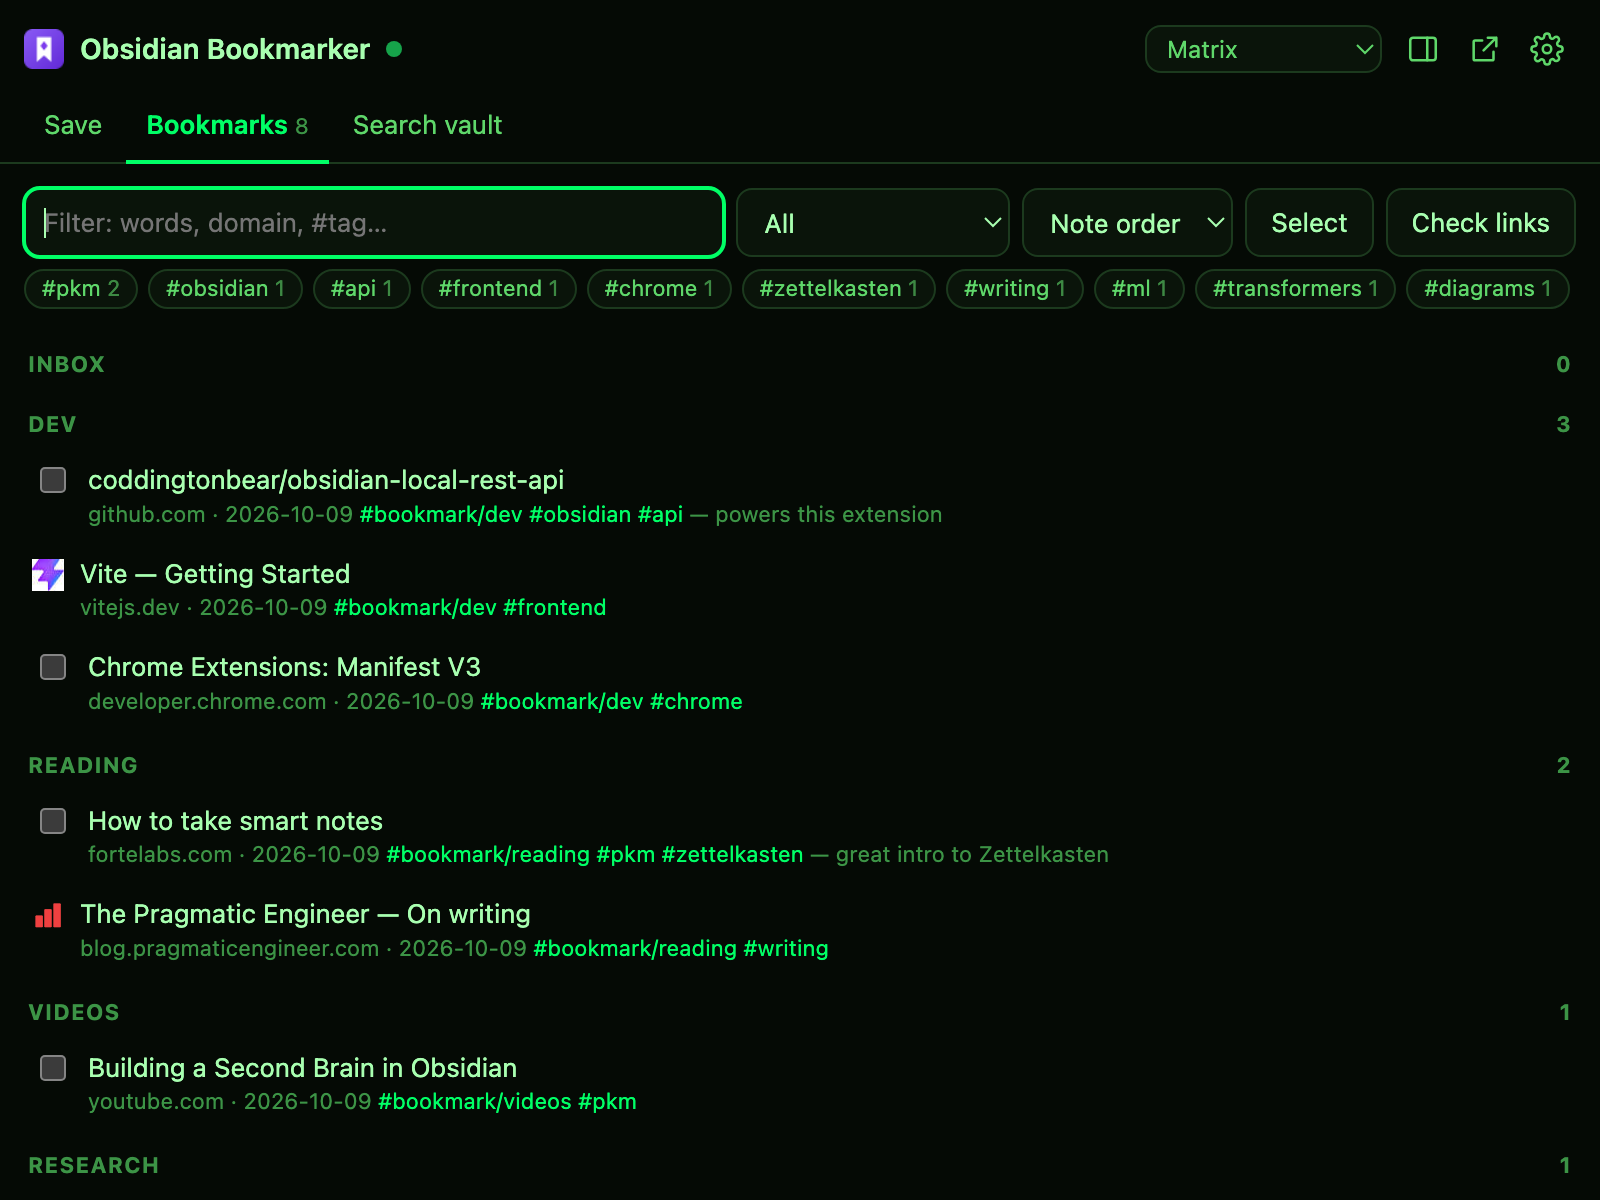 Obsidian Bookmarker
Matrix
Save
Bookmarks 8
Search vault
Filter: words, domain, #tag...
All
Note order
Select
Check links
#pkm 2
#obsidian 1
#api 1
#frontend 1
#chrome 1
#zettelkasten 1
#writing 1
#ml 1
#transformers 1
#diagrams 1
INBOX 0
DEV 3
coddingtonbear/obsidian-local-rest-api
github.com · 2026-10-09 #bookmark/dev #obsidian #api — powers this extension
Vite — Getting Started
vitejs.dev · 2026-10-09 #bookmark/dev #frontend
Chrome Extensions: Manifest V3
developer.chrome.com · 2026-10-09 #bookmark/dev #chrome
READING 2
How to take smart notes
fortelabs.com · 2026-10-09 #bookmark/reading #pkm #zettelkasten — great intro to Zettelkasten
The Pragmatic Engineer — On writing
blog.pragmaticengineer.com · 2026-10-09 #bookmark/reading #writing
VIDEOS 1
Building a Second Brain in Obsidian
youtube.com · 2026-10-09 #bookmark/videos #pkm
RESEARCH 1